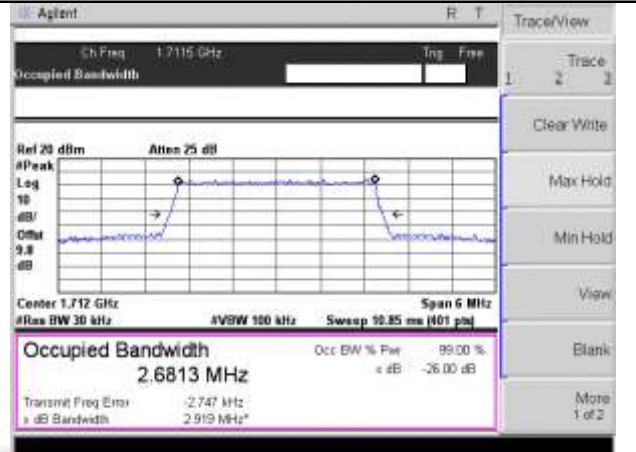 Agilent R T
Trace/View
Ch Freq 1.7115 GHz Trig Free
Occupied Bandwidth
Trace
1 2 3
Clear Write
Ref 20 dBm Atten 25 dB
#Peak
Log
10
dB/
Offst
9.8
dB
Max Hold
Min Hold
View
Center 1.712 GHz Span 6 MHz
#Res BW 30 kHz #VBW 100 kHz Sweep 10.85 ms (401 pts)
Occupied Bandwidth
2.6813 MHz
Occ BW % Pwr 99.00 %
x dB -26.00 dB
Transmit Freq Error -2.747 kHz
x dB Bandwidth 2.919 MHz*
Blank
More
1 of 2